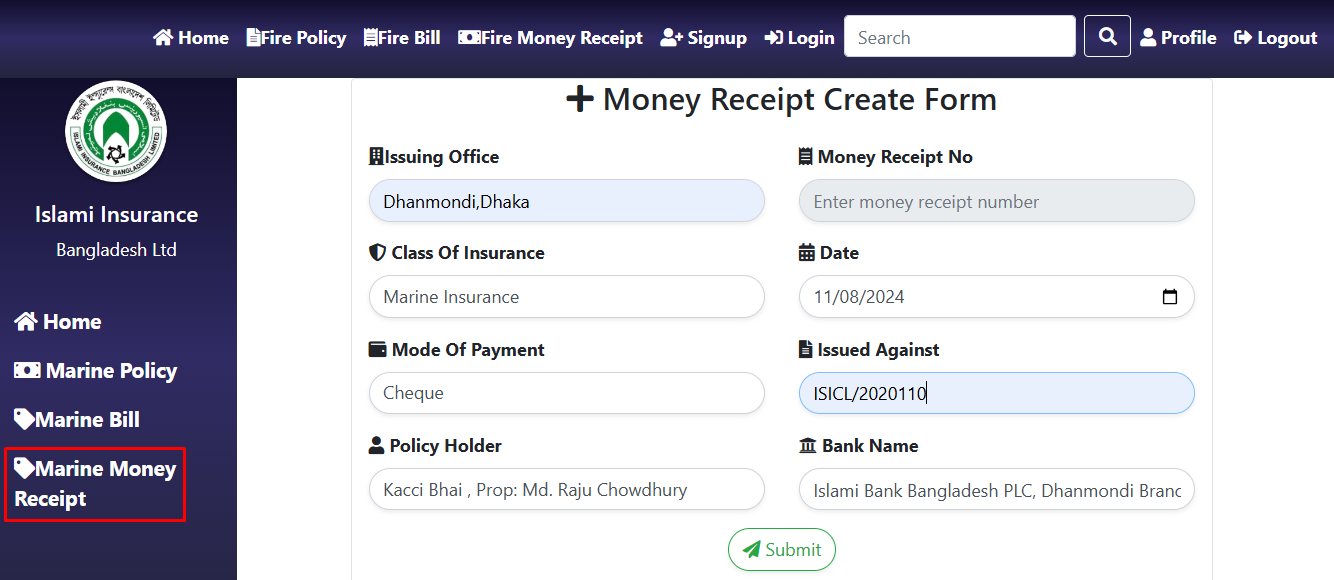 Home Fire Policy Fire Bill Fire Money Receipt Signup Login Search Profile Logout
ISLAMI INSURANCE BANGLADESH LIMITED
Islami Insurance
Bangladesh Ltd
Home
Marine Policy
Marine Bill
Marine Money
Receipt
Money Receipt Create Form
Issuing Office
Dhanmondi,Dhaka
Money Receipt No
Enter money receipt number
Class Of Insurance
Marine Insurance
Date
11/08/2024
Mode Of Payment
Cheque
Issued Against
ISICL/2020110
Policy Holder
Kacci Bhai , Prop: Md. Raju Chowdhury
Bank Name
Islami Bank Bangladesh PLC, Dhanmondi Branc
Submit